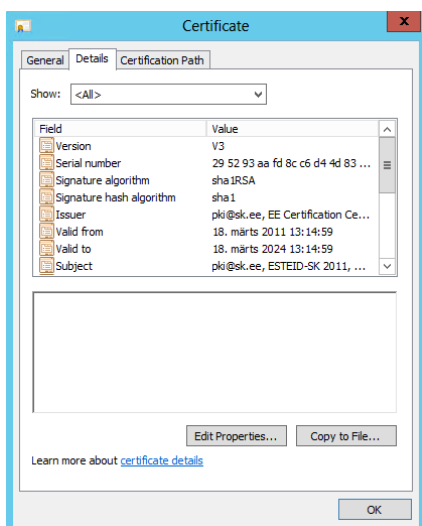 Certificate
x
General Details Certification Path
Show: <All>
Field Value
Version V3
Serial number 29 52 93 aa fd 8c c6 d4 4d 83 ...
Signature algorithm sha1RSA
Signature hash algorithm sha1
Issuer pki@sk.ee, EE Certification Ce...
Valid from 18. märts 2011 13:14:59
Valid to 18. märts 2024 13:14:59
Subject pki@sk.ee, ESTEID-SK 2011, ...
Edit Properties... Copy to File...
Learn more about certificate details
OK